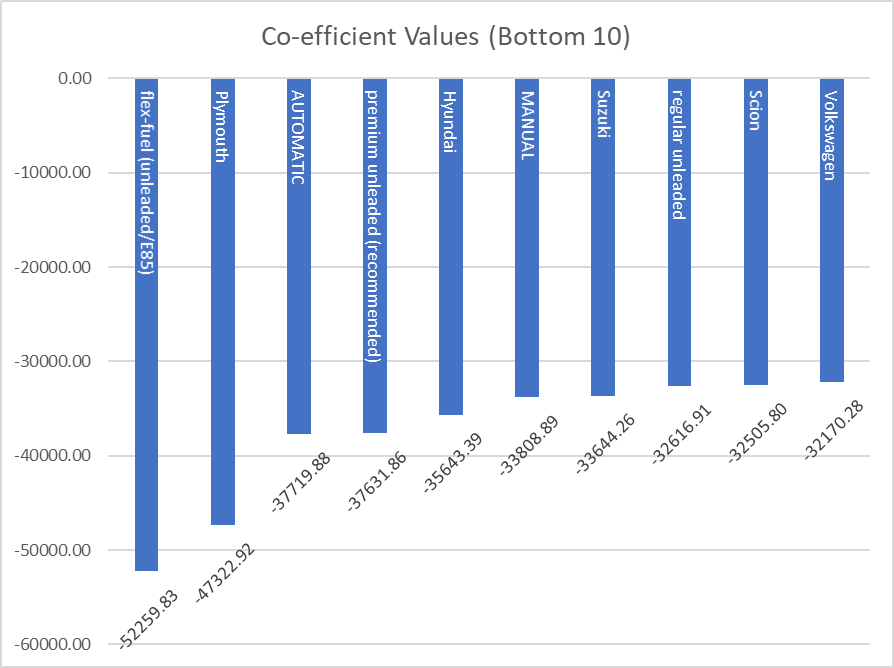 Co-efficient Values (Bottom 10)
0.00
-10000.00
-20000.00
-30000.00
-40000.00
-50000.00
-60000.00
flex-fuel (unleaded/E85)
Plymouth
AUTOMATIC
premium unleaded (recommended)
Hyundai
MANUAL
Suzuki
regular unleaded
Scion
Volkswagen
-52259.83
-47322.92
-37719.88
-37631.86
-35643.39
-33808.89
-33644.26
-32616.91
-32505.80
-32170.28